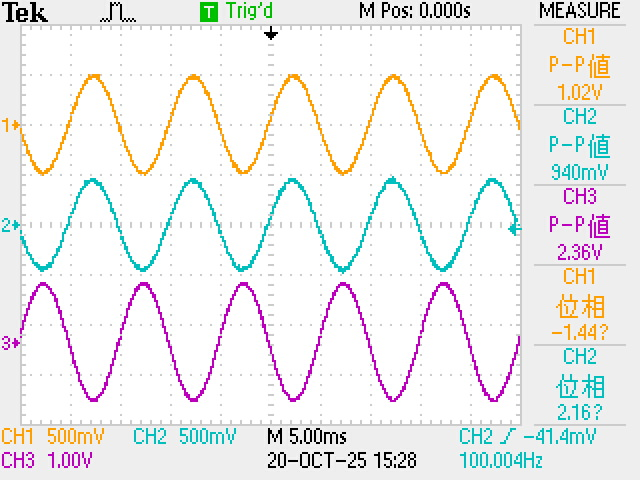 Tek T Trig'd M Pos: 0.000s MEASURE
CH1
P-P値
1.02V
CH2
P-P値
940mV
CH3
P-P値
2.36V
CH1
位相
-1.44?
CH2
位相
2.16?
1
2
3
CH1 500mV CH2 500mV M 5.00ms CH2 -41.4mV
CH3 1.00V 20-OCT-25 15:28 100.004Hz